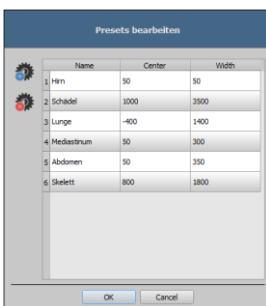 Presets bearbeiten
Name Center Width
1 Hirn 50 50
2 Schädel 1000 3500
3 Lunge -400 1400
4 Mediastinum 50 300
5 Abdomen 50 350
6 Skelett 800 1800
OK Cancel